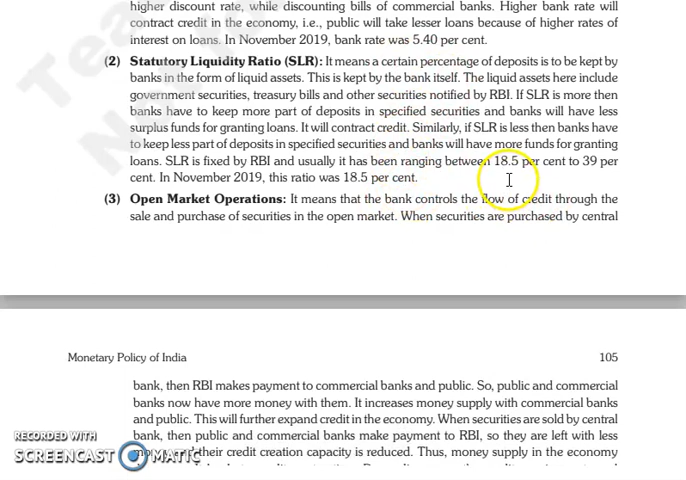 higher discount rate, while discounting bills of commercial banks. Higher bank rate will
contract credit in the economy, i.e., public will take lesser loans because of higher rates of
interest on loans. In November 2019, bank rate was 5.40 per cent.
(2) Statutory Liquidity Ratio (SLR): It means a certain percentage of deposits is to be kept by
banks in the form of liquid assets. This is kept by the bank itself. The liquid assets here include
government securities, treasury bills and other securities notified by RBI. If SLR is more then
banks have to keep more part of deposits in specified securities and banks will have less
surplus funds for granting loans. It will contract credit. Similarly, if SLR is less then banks have
to keep less part of deposits in specified securities and banks will have more funds for granting
loans. SLR is fixed by RBI and usually it has been ranging between 18.5 per cent to 39 per
cent. In November 2019, this ratio was 18.5 per cent.
(3) Open Market Operations: It means that the bank controls the flow of credit through the
sale and purchase of securities in the open market. When securities are purchased by central
Monetary Policy of India 105
bank, then RBI makes payment to commercial banks and public. So, public and commercial
banks now have more money with them. It increases money supply with commercial banks
and public. This will further expand credit in the economy. When securities are sold by central
bank, then public and commercial banks make payment to RBI, so they are left with less
and their credit creation capacity is reduced. Thus, money supply in the economy
RECORDED WITH
SCREENCAST MATIC